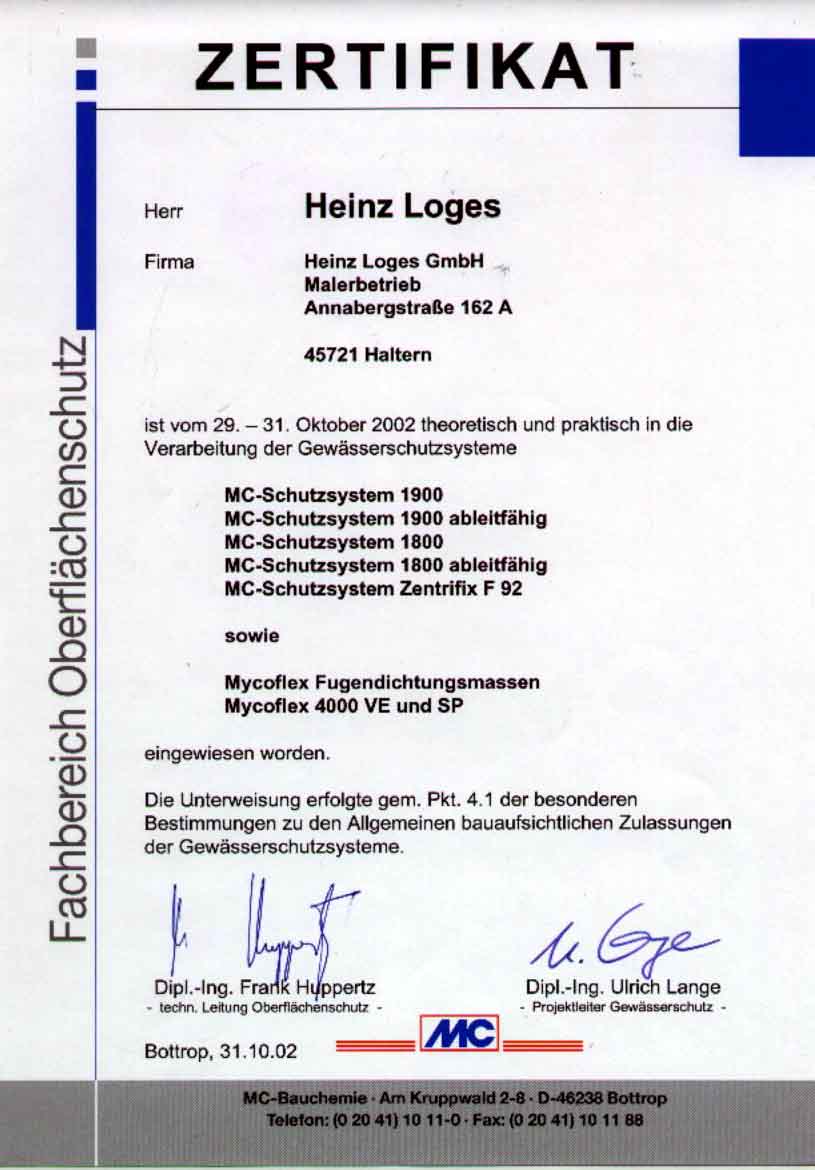 ZERTIFIKAT
Herr Heinz Loges
Firma Heinz Loges GmbH
Malerbetrieb
Annabergstraße 162 A
45721 Haltern
ist vom 29. – 31. Oktober 2002 theoretisch und praktisch in die
Verarbeitung der Gewässerschutzsysteme
MC-Schutzsystem 1900
MC-Schutzsystem 1900 ableitfähig
MC-Schutzsystem 1800
MC-Schutzsystem 1800 ableitfähig
MC-Schutzsystem Zentrifix F 92
sowie
Mycoflex Fugendichtungsmassen
Mycoflex 4000 VE und SP
eingewiesen worden.
Die Unterweisung erfolgte gem. Pkt. 4.1 der besonderen
Bestimmungen zu den Allgemeinen bauaufsichtlichen Zulassungen
der Gewässerschutzsysteme.
Dipl.-Ing. Frank Huppertz
- techn. Leitung Oberflächenschutz -
Dipl.-Ing. Ulrich Lange
- Projektleiter Gewässerschutz -
Bottrop, 31.10.02
MC
MC-Bauchemie · Am Kruppwald 2-8 · D-46238 Bottrop
Telefon: (0 20 41) 10 11-0 · Fax: (0 20 41) 10 11 88
Fachbereich Oberflächenschutz